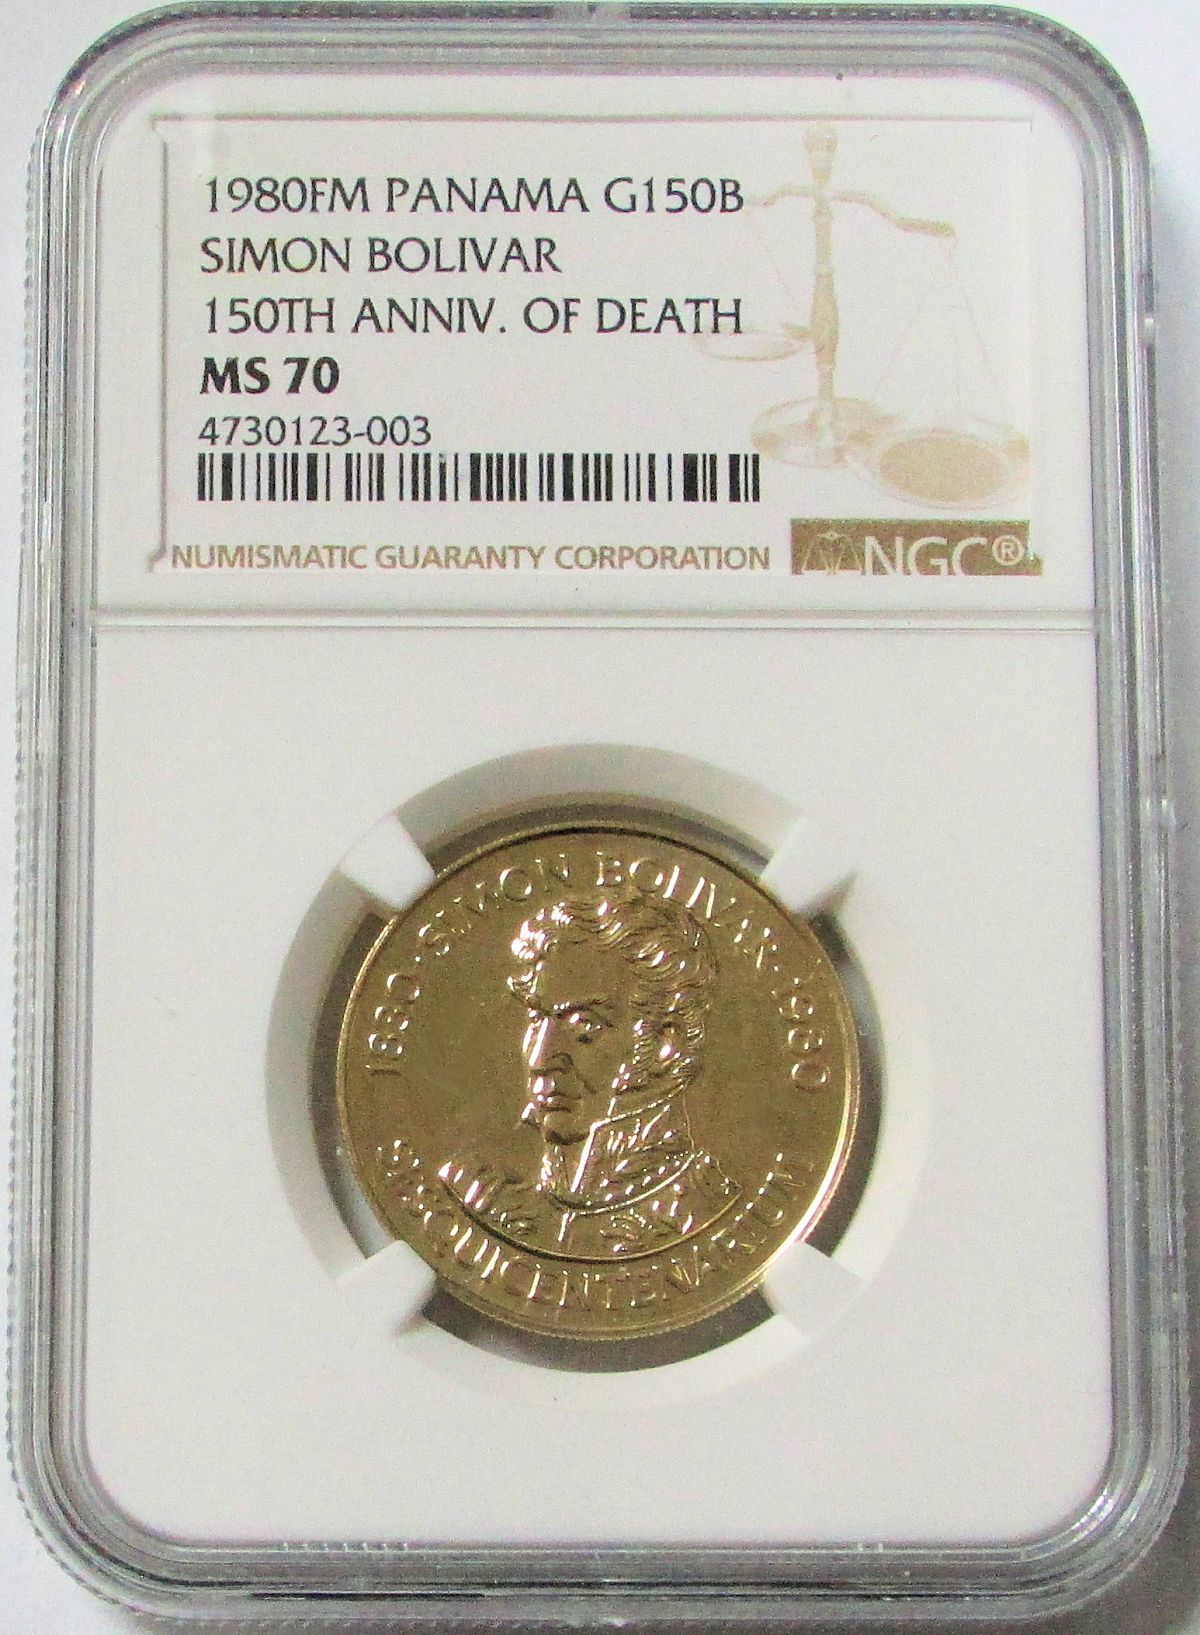 1980FM PANAMA G150B
SIMON BOLIVAR
150TH ANNIV. OF DEATH
MS 70
4730123-003
NUMISMATIC GUARANTY CORPORATION
NGC®
1830 · SIMON BOLIVAR · 1980
SESQUICENTENARIUM